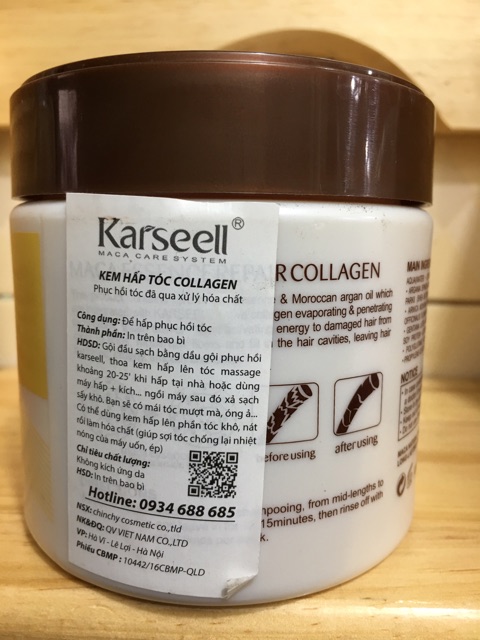 Karseell®
MACA CARE SYSTEM
KEM HẤP TÓC COLLAGEN
Phục hồi tóc đã qua xử lý hóa chất
Công dụng: Để hấp phục hồi tóc
Thành phần: In trên bao bì
HDSD: Gội đầu sạch bằng dầu gội phục hồi
karseell, thoa kem hấp lên tóc massage
khoảng 20-25' khi hấp tại nhà hoặc dùng
máy hấp + kích... ngồi máy sau đó xả sạch
sấy khô. Bạn sẽ có mái tóc mượt mà, óng ả...
Có thể dùng kem hấp lên phần tóc khô, nát
rồi làm hóa chất (giúp sợi tóc chống lại nhiệt
nóng của máy uốn, ép)
Chỉ tiêu chất lượng:
Không kích ứng da
HSD: In trên bao bì
Hotline: 0934 688 685
NSX: chinchy cosmetic co.,tld
NK&ĐQ: QV VIET NAM CO.,LTD
VP: Hò Vị - Lê Lợi - Hà Nội
Phiếu CBMP : 10442/16CBMP-QLD
R COLLAGEN
e & Moroccan argan oil which
gen evaporating & penetrating
energy to damaged hair from
n the hair cavities, leaving hair
efore using
after using
mpooing, from mid-lengths to
15minutes, then rinse off with
k.
MAIN
NOTICE